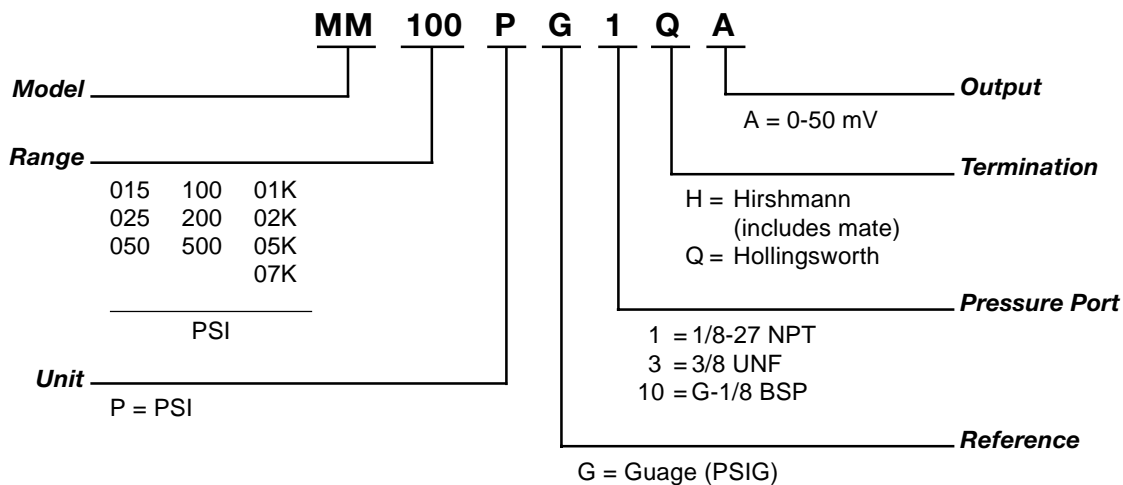 MM 100 P G 1 Q A
Model
Output
A = 0-50 mV
Range
Termination
015 100 01K
025 200 02K
050 500 05K
07K
PSI
H = Hirshmann
(includes mate)
Q = Hollingsworth
Pressure Port
1 = 1/8-27 NPT
3 = 3/8 UNF
10 = G-1/8 BSP
Unit
P = PSI
Reference
G = Guage (PSIG)